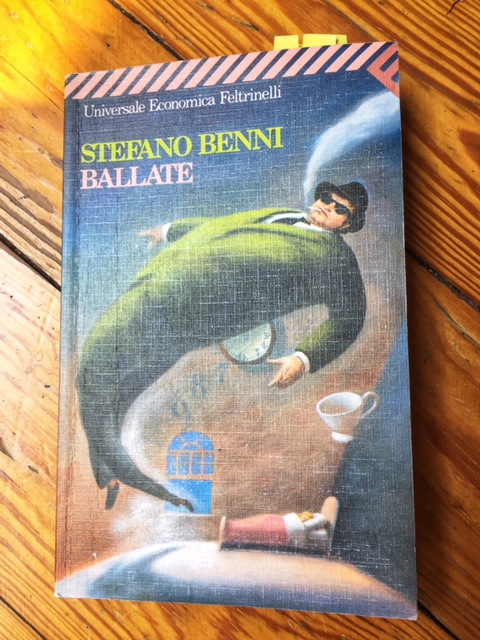 Universale Economica Feltrinelli
STEFANO BENNI
BALLATE